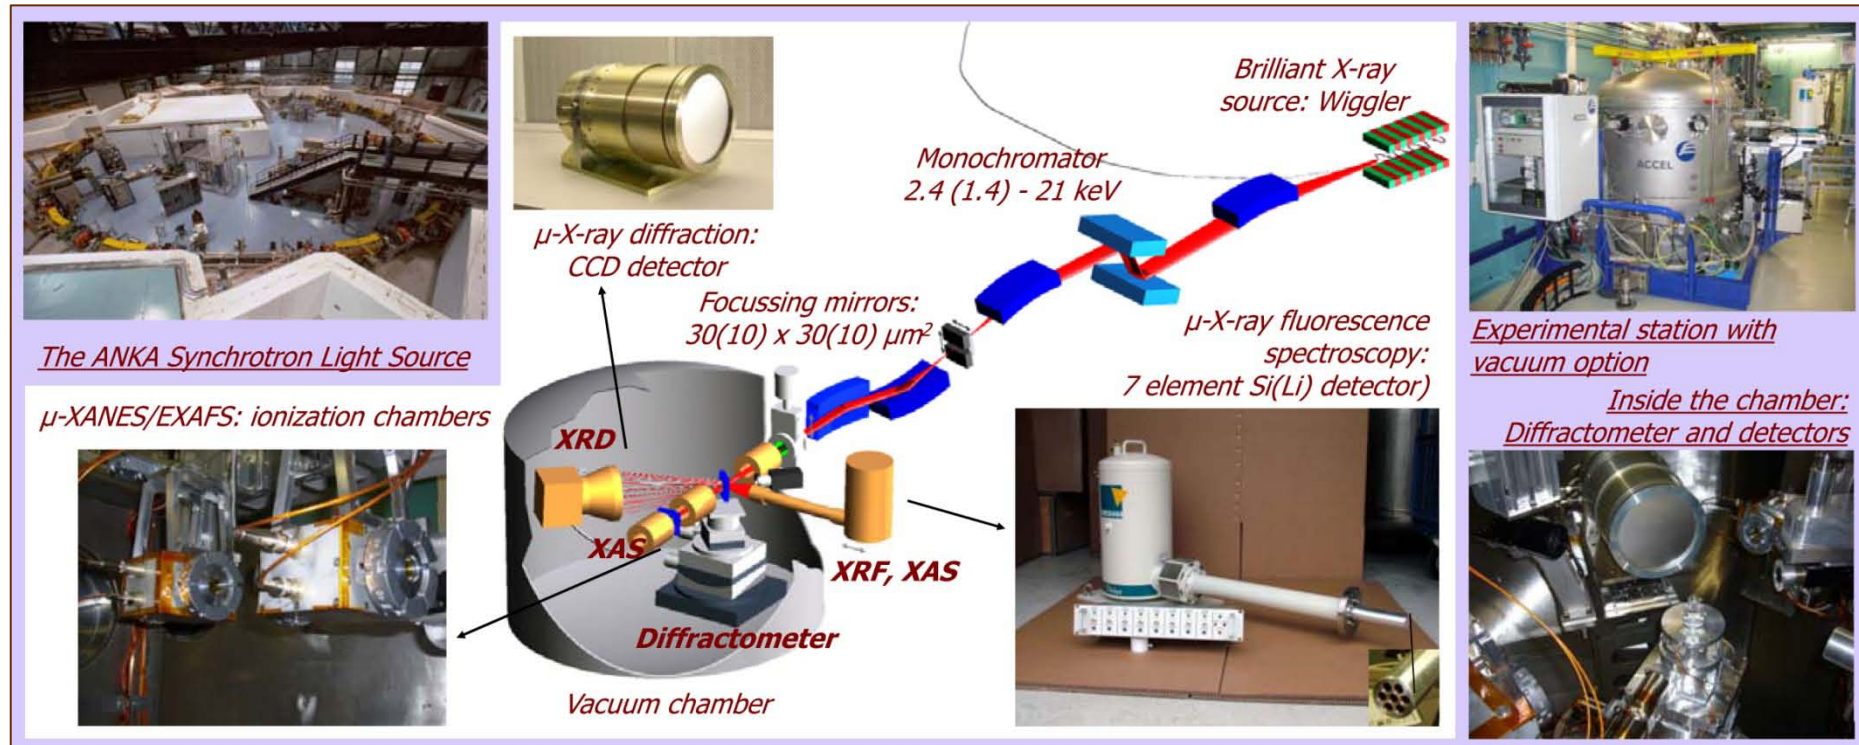 Brilliant X-ray
source: Wiggler
Monochromator
2.4 (1.4) - 21 keV
ACCEL
µ-X-ray diffraction:
CCD detector
Focussing mirrors:
30(10) x 30(10) µm²
µ-X-ray fluorescence
spectroscopy:
7 element Si(Li) detector)
The ANKA Synchrotron Light Source
Experimental station with
vacuum option
µ-XANES/EXAFS: ionization chambers
Inside the chamber:
Diffractometer and detectors
XRD
XAS
XRF, XAS
Diffractometer
Vacuum chamber